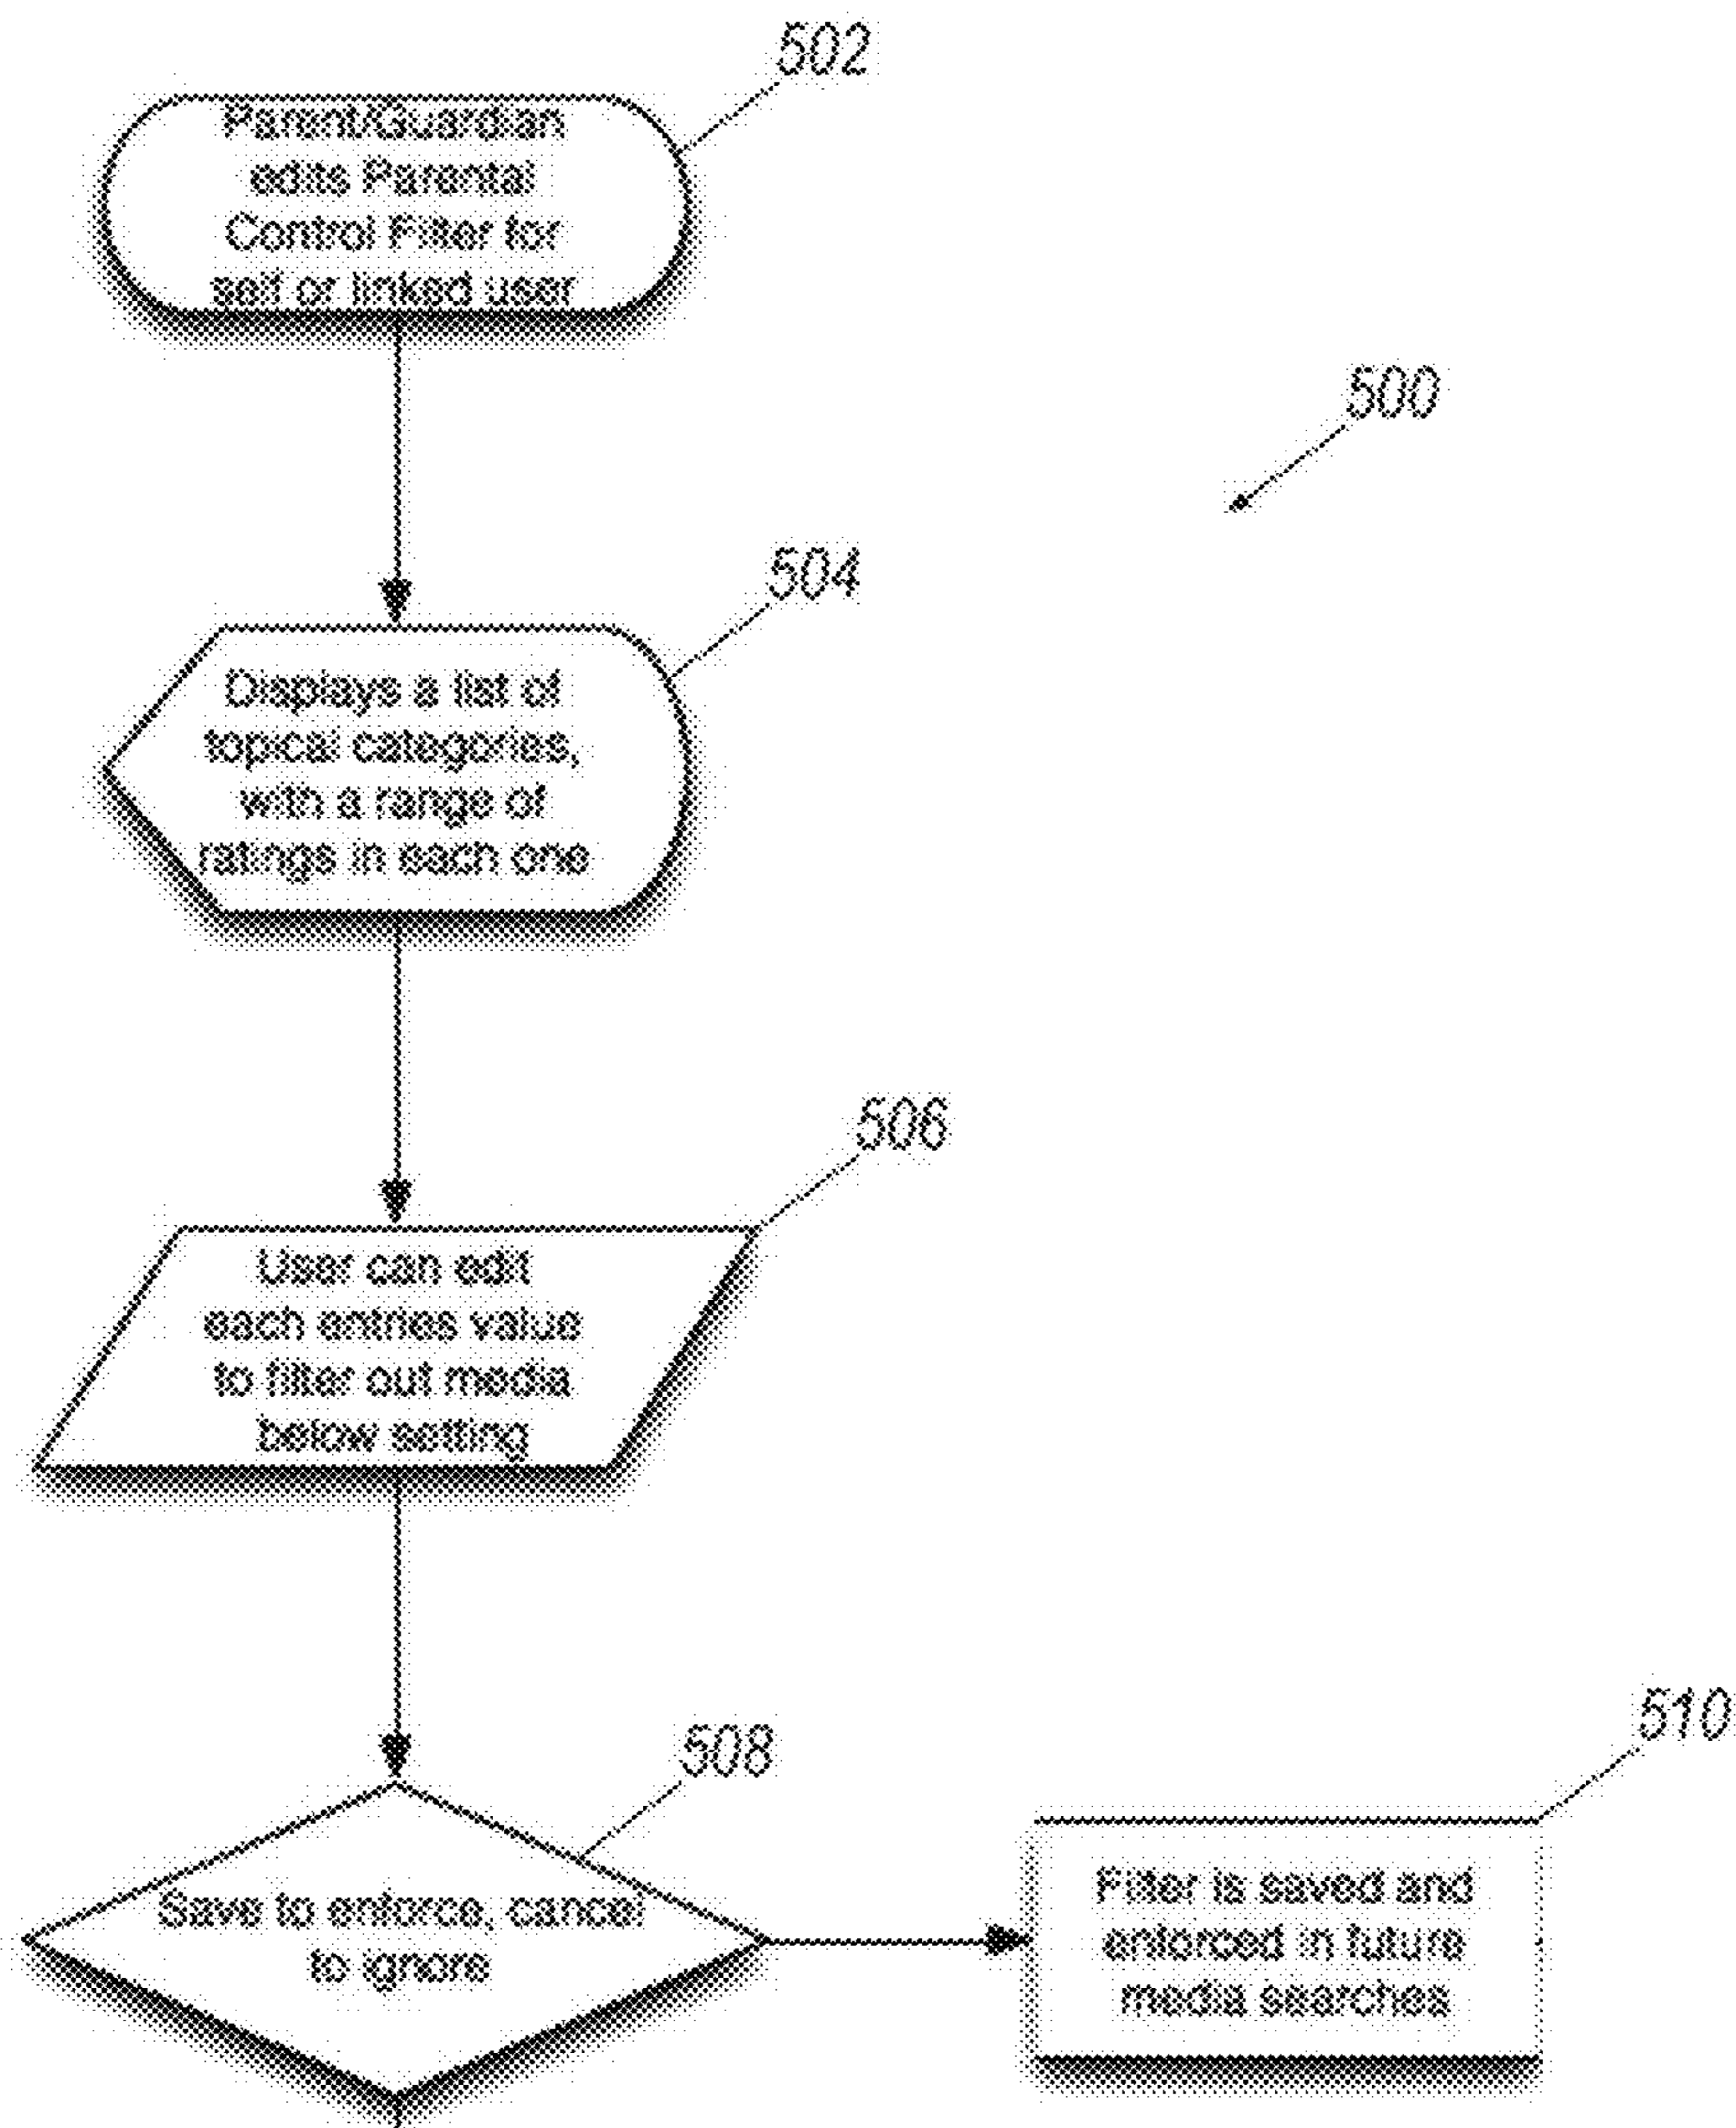 502
Parent/Guardian
edits Parental
Control Filter for
self or linked user
500
504
Displays a list of
topical categories,
with a range of
ratings in each one
506
User can edit
each entries value
to filter out media
below setting
508
Save to enforce, cancel
to ignore
510
Filter is saved and
enforced in future
media searches